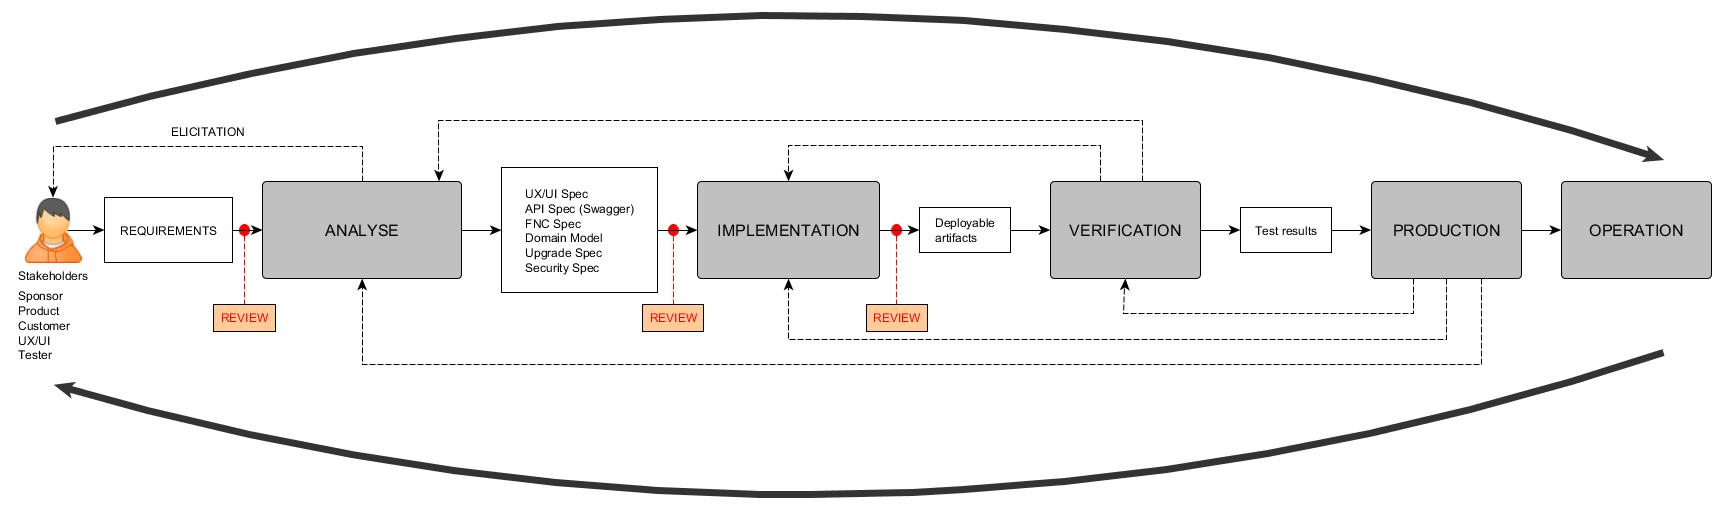 ELICITATION
Stakeholders
Sponsor
Product
Customer
UX/UI
Tester
REQUIREMENTS
REVIEW
ANALYSE
UX/UI Spec
API Spec (Swagger)
FNC Spec
Domain Model
Upgrade Spec
Security Spec
REVIEW
IMPLEMENTATION
REVIEW
Deployable
artifacts
VERIFICATION
Test results
PRODUCTION
OPERATION